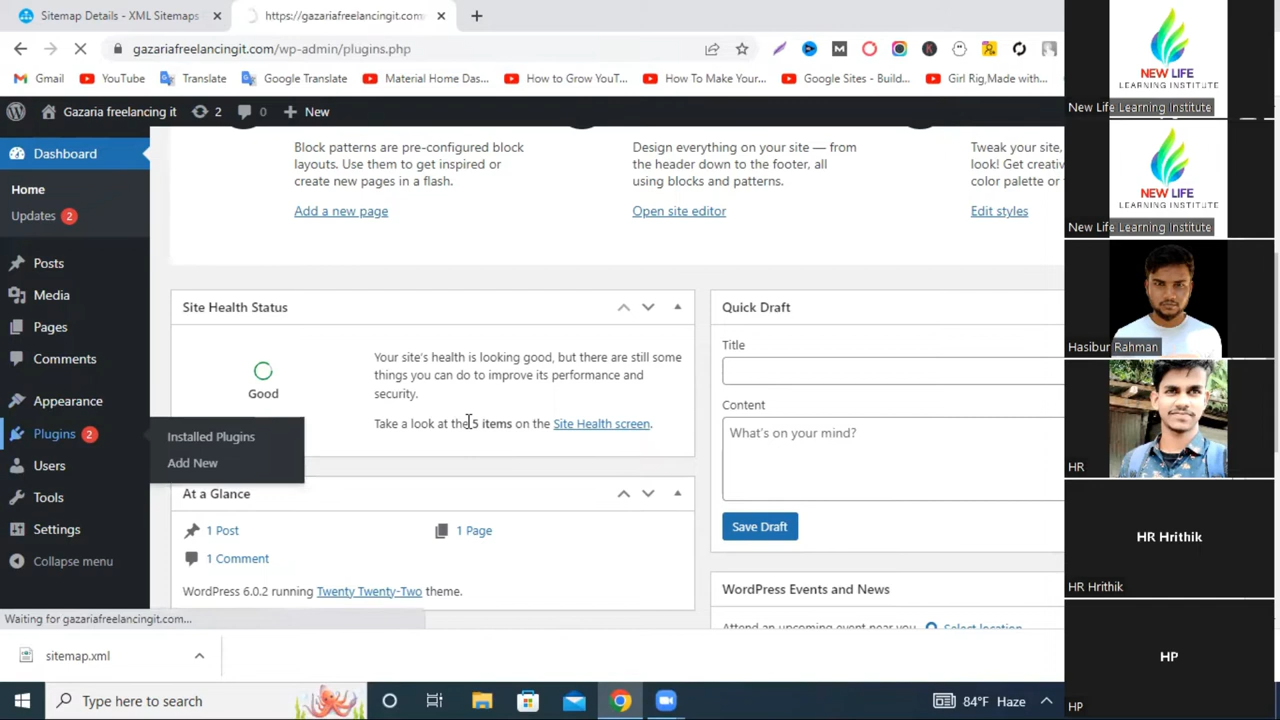 Sitemap Details - XML Sitemaps
https://gazariafreelancingit.com
gazariafreelancingit.com/wp-admin/plugins.php
Gmail
YouTube
Translate
Google Translate
Material Home Das...
How to Grow YouT...
How To Make Your...
Google Sites - Build...
Girl Rig,Made with...
Gazaria freelancing it
2
0
New
Dashboard
Home
Updates 2
Posts
Media
Pages
Comments
Appearance
Plugins 2
Users
Tools
Settings
Collapse menu
Installed Plugins
Add New
Block patterns are pre-configured block
layouts. Use them to get inspired or
create new pages in a flash.
Add a new page
Design everything on your site — from
the header down to the footer, all
using blocks and patterns.
Open site editor
Tweak your site,
look! Get creativ
color palette or
Edit styles
Site Health Status
Good
Your site's health is looking good, but there are still some
things you can do to improve its performance and
security.
Take a look at the 5 items on the Site Health screen.
At a Glance
1 Post
1 Page
1 Comment
WordPress 6.0.2 running Twenty Twenty-Two theme.
Quick Draft
Title
Content
What's on your mind?
Save Draft
WordPress Events and News
Attend an upcoming event near you
Select location
Waiting for gazariafreelancingit.com...
sitemap.xml
Type here to search
84°F Haze
NEW LIFE
LEARNING INSTITUTE
New Life Learning Institute
NEW LIFE
LEARNING INSTITUTE
New Life Learning Institute
Hasibur Rahman
HR
HR Hrithik
HR Hrithik
HP
HP